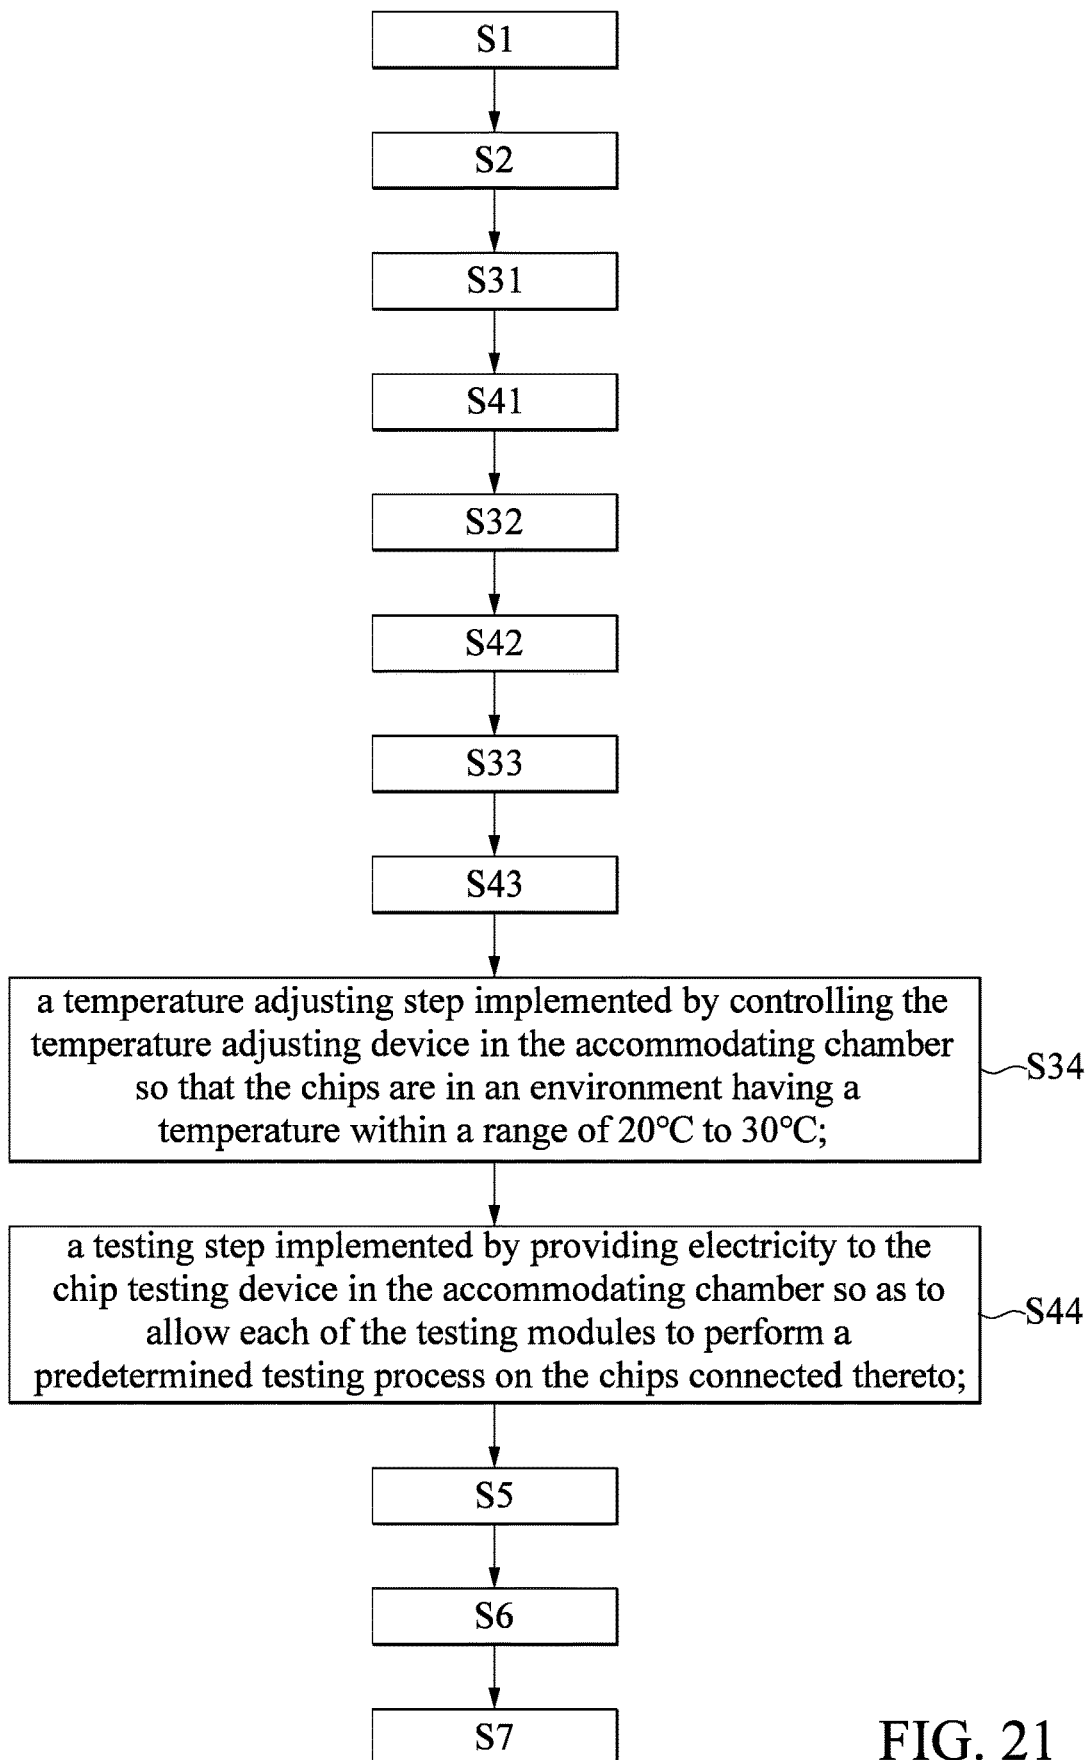 S1
S2
S31
S41
S32
S42
S33
S43
a temperature adjusting step implemented by controlling the
temperature adjusting device in the accommodating chamber
so that the chips are in an environment having a
temperature within a range of 20℃ to 30℃;
S34
a testing step implemented by providing electricity to the
chip testing device in the accommodating chamber so as to
allow each of the testing modules to perform a
predetermined testing process on the chips connected thereto;
S44
S5
S6
S7
FIG. 21